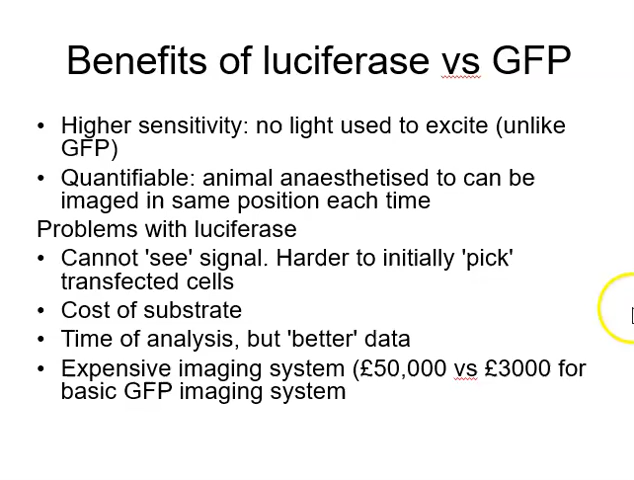 Benefits of luciferase vs GFP
• Higher sensitivity: no light used to excite (unlike
GFP)
• Quantifiable: animal anaesthetised to can be
imaged in same position each time
Problems with luciferase
• Cannot 'see' signal. Harder to initially 'pick'
transfected cells
• Cost of substrate
• Time of analysis, but 'better' data
• Expensive imaging system (£50,000 vs £3000 for
basic GFP imaging system